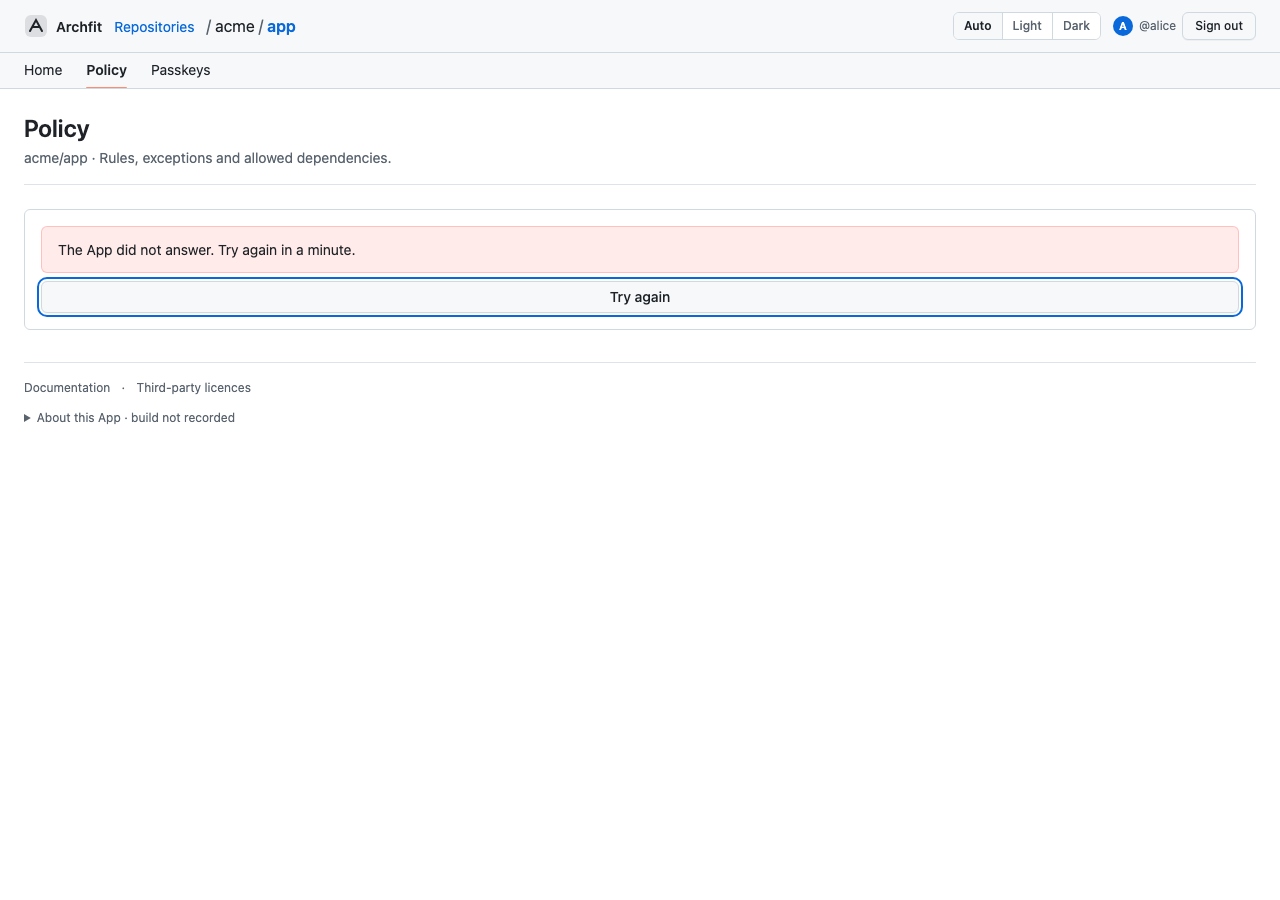 Archfit Repositories / acme / app Auto Light Dark A @alice Sign out
Home Policy Passkeys
Policy
acme/app · Rules, exceptions and allowed dependencies.
The App did not answer. Try again in a minute.
Try again
Documentation · Third-party licences
About this App · build not recorded